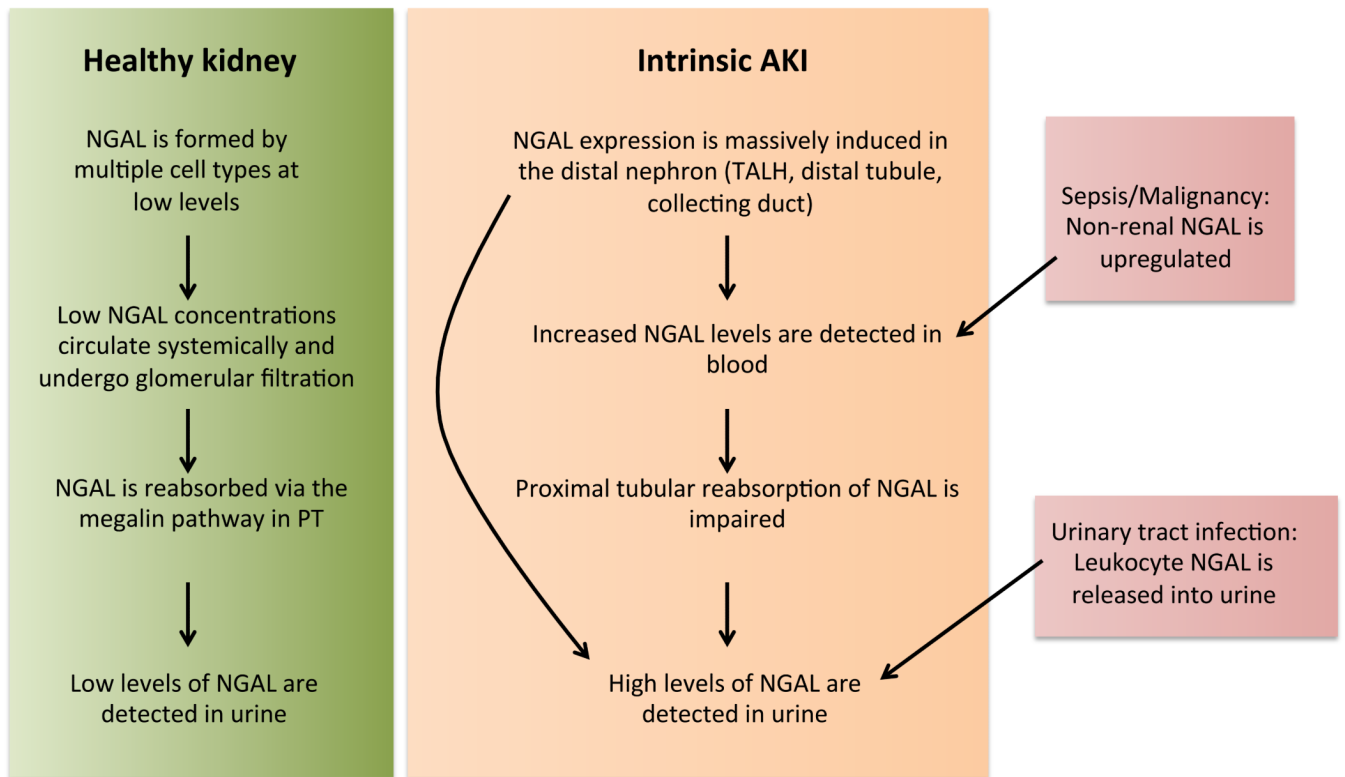 Healthy kidney
NGAL is formed by
multiple cell types at
low levels
Low NGAL concentrations
circulate systemically and
undergo glomerular filtration
NGAL is reabsorbed via the
megalin pathway in PT
Low levels of NGAL are
detected in urine
Intrinsic AKI
NGAL expression is massively induced in
the distal nephron (TALH, distal tubule,
collecting duct)
Increased NGAL levels are detected in
blood
Proximal tubular reabsorption of NGAL is
impaired
High levels of NGAL are
detected in urine
Sepsis/Malignancy:
Non-renal NGAL is
upregulated
Urinary tract infection:
Leukocyte NGAL is
released into urine